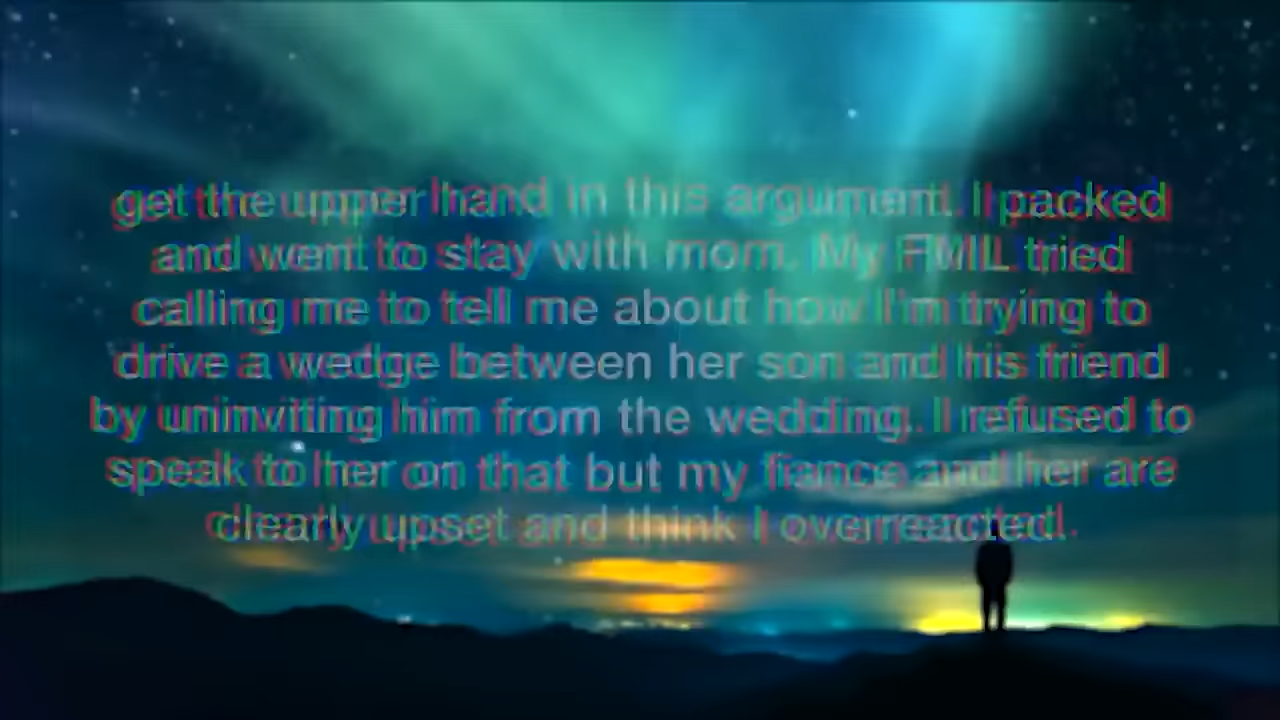 get the upper hand in this argument. I packed
and went to stay with mom. My FMIL tried
calling me to tell me about how I'm trying to
drive a wedge between her son and his friend
by uninviting him from the wedding. I refused to
speak to her on that but my fiance and her are
clearly upset and think I overreacted.